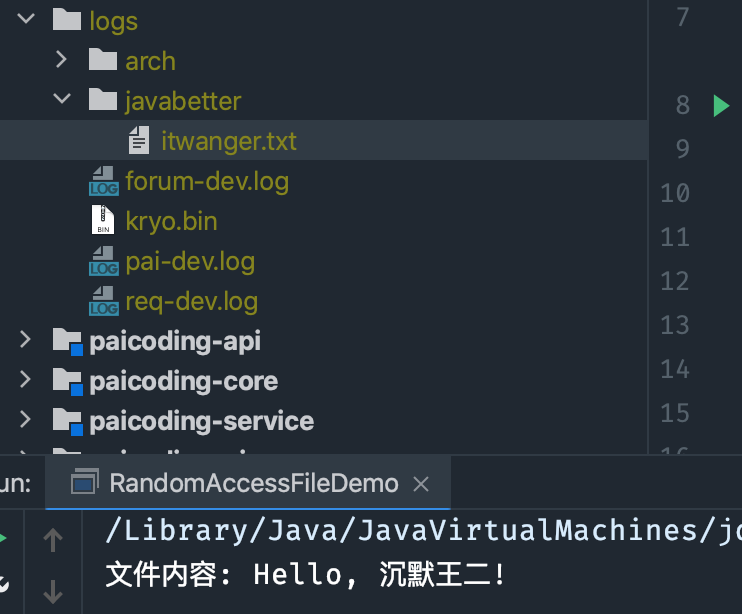 logs
7
arch
javabetter
8
itwanger.txt
9
LOG forum-dev.log
10
BIN kryo.bin
11
LOG pai-dev.log
12
LOG req-dev.log
13
paicoding-api
14
paicoding-core
15
paicoding-service
un:
RandomAccessFileDemo
/Library/Java/JavaVirtualMachines/
文件内容: Hello, 沉默王二!